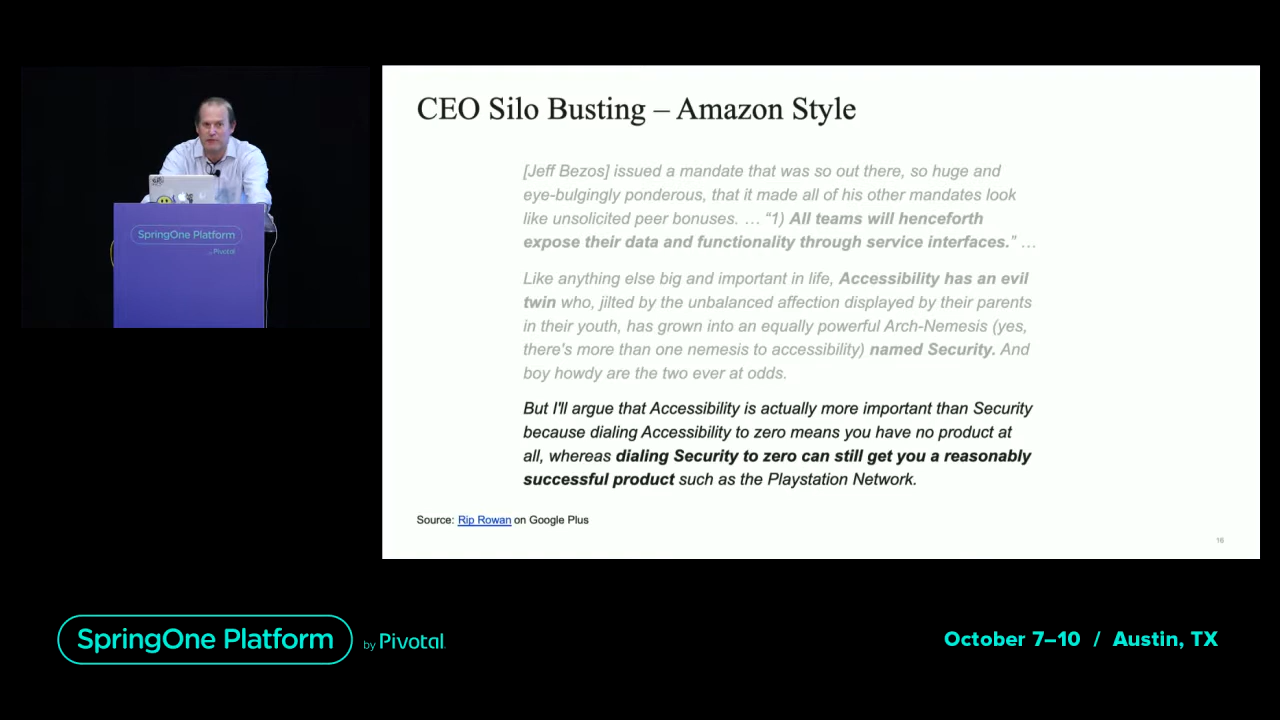 CEO Silo Busting – Amazon Style
[Jeff Bezos] issued a mandate that was so out there, so huge and
eye-bulgingly ponderous, that it made all of his other mandates look
like unsolicited peer bonuses. … “1) All teams will henceforth
expose their data and functionality through service interfaces.” …
Like anything else big and important in life, Accessibility has an evil
twin who, jilted by the unbalanced affection displayed by their parents
in their youth, has grown into an equally powerful Arch-Nemesis (yes,
there's more than one nemesis to accessibility) named Security. And
boy howdy are the two ever at odds.
But I'll argue that Accessibility is actually more important than Security
because dialing Accessibility to zero means you have no product at
all, whereas dialing Security to zero can still get you a reasonably
successful product such as the Playstation Network.
Source: Rip Rowan on Google Plus
16
SpringOne Platform
by Pivotal
SpringOne Platform by Pivotal
October 7–10 / Austin, TX